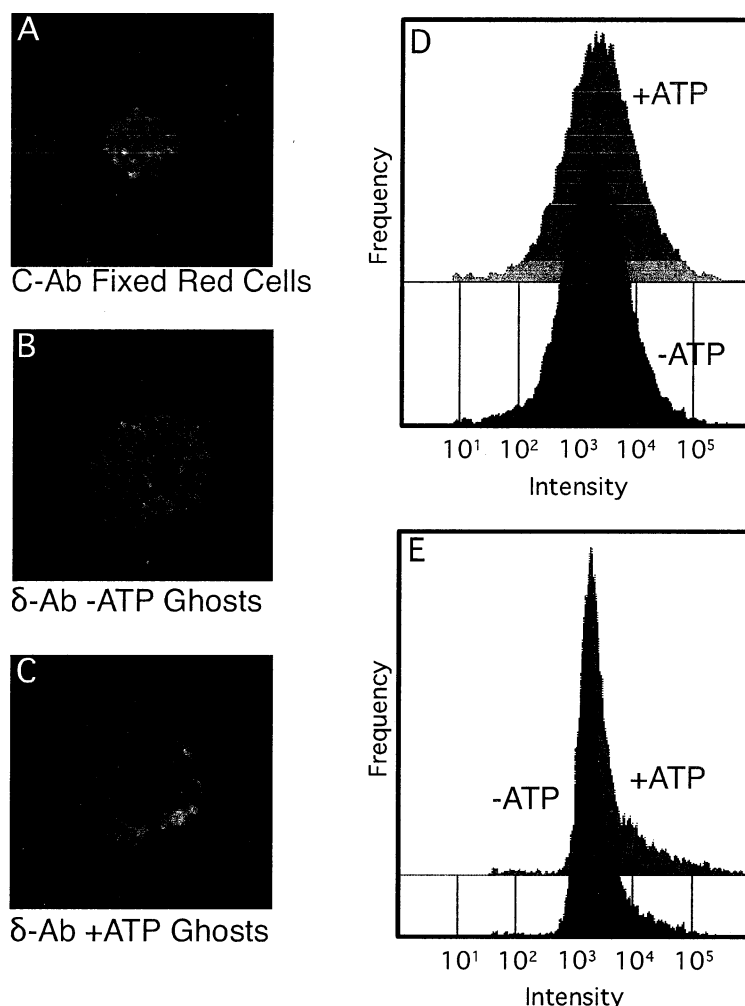 A
C-Ab Fixed Red Cells
B
δ-Ab -ATP Ghosts
C
δ-Ab +ATP Ghosts
D
+ATP
-ATP
Frequency
10¹ 10² 10³ 10⁴ 10⁵
Intensity
E
-ATP +ATP
Frequency
10¹ 10² 10³ 10⁴ 10⁵
Intensity